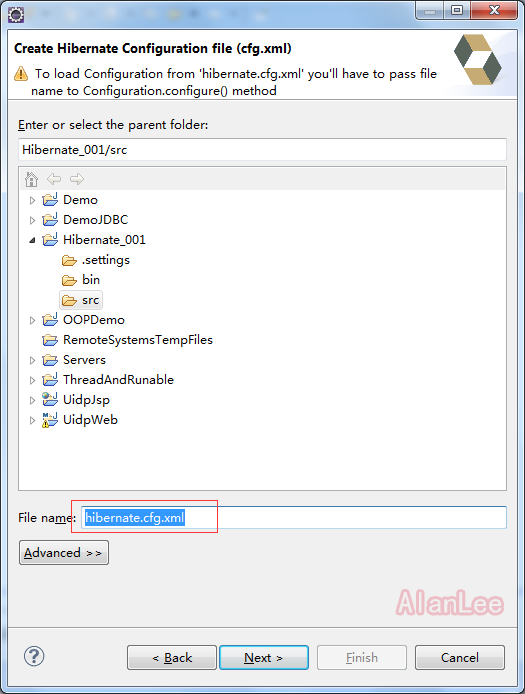 Create Hibernate Configuration file (cfg.xml)
To load Configuration from 'hibernate.cfg.xml' you'll have to pass file
name to Configuration.configure() method
Enter or select the parent folder:
Hibernate_001/src
Demo
DemoJDBC
Hibernate_001
.settings
bin
src
OOPDemo
RemoteSystemsTempFiles
Servers
ThreadAndRunable
UidpJsp
UidpWeb
File name: hibernate.cfg.xml
Advanced >>
AlanLee
? < Back Next > Finish Cancel